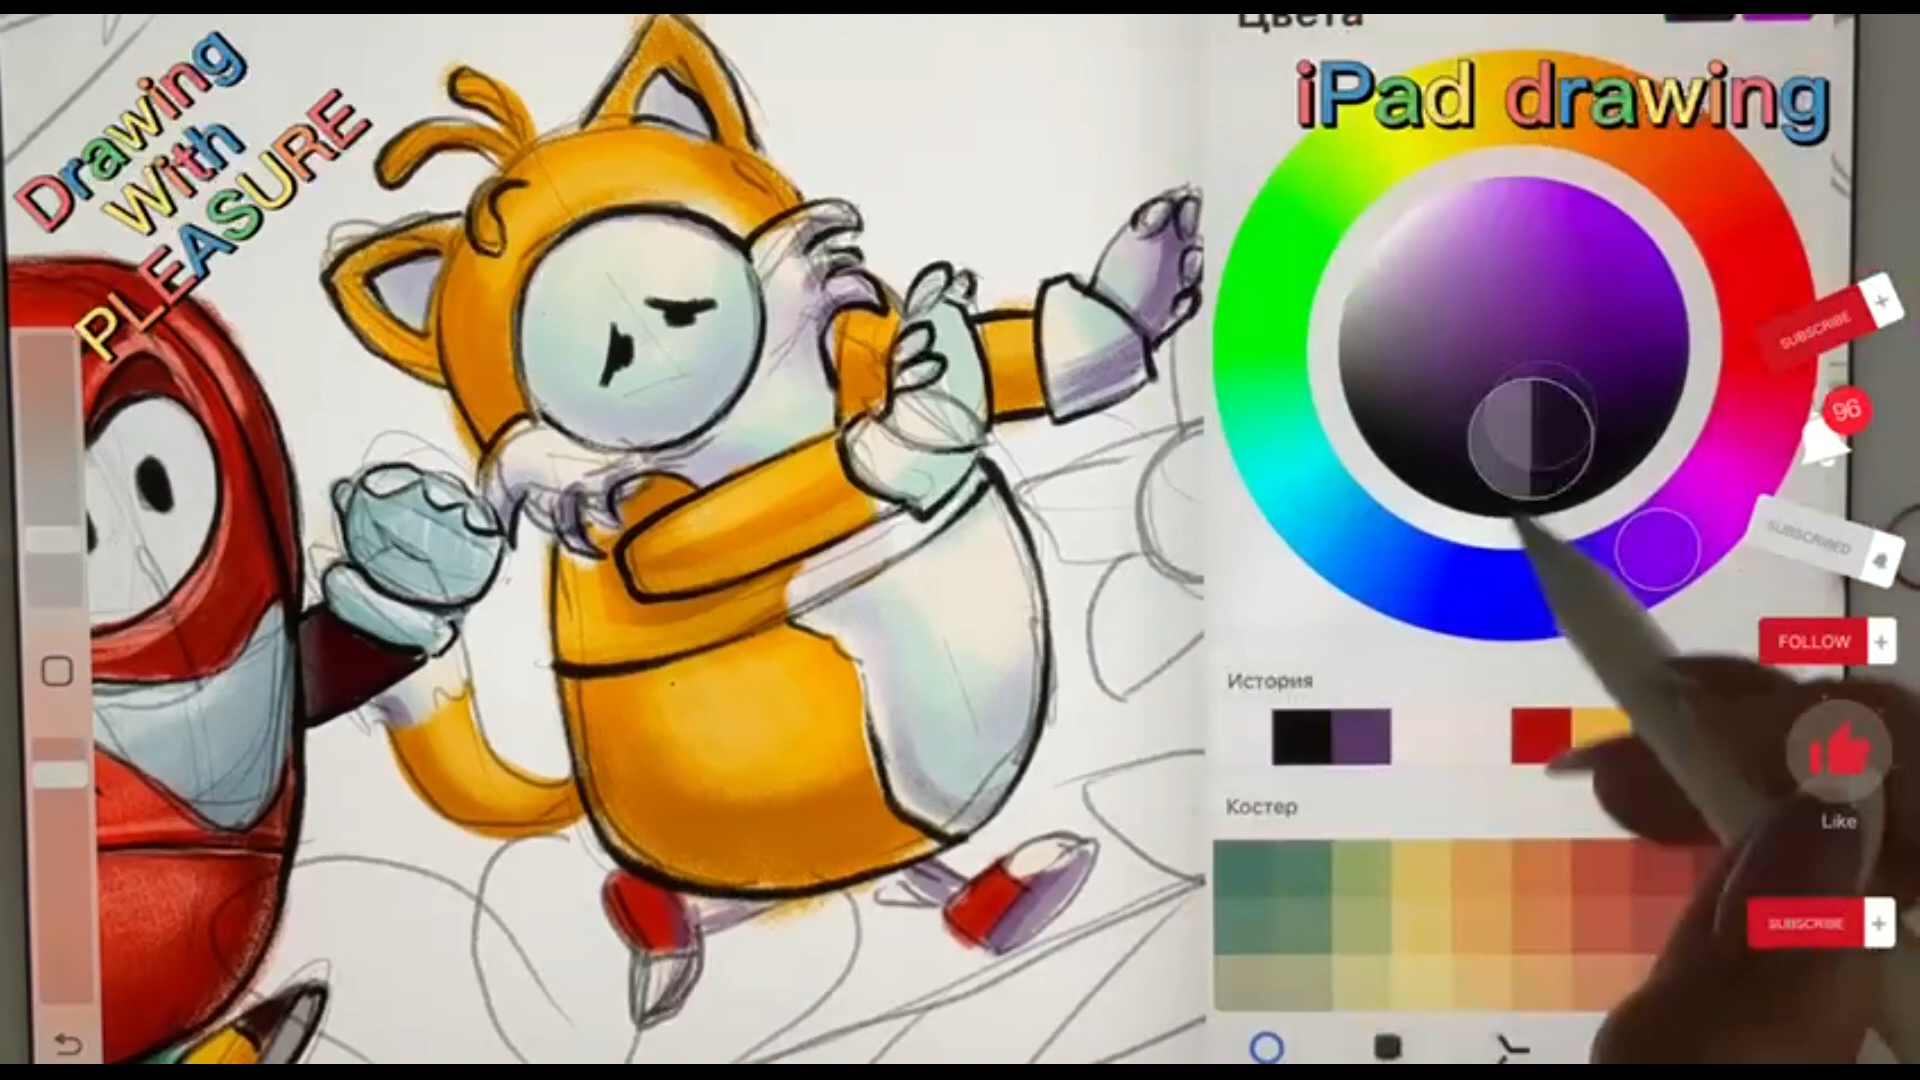 Цвета
Drawing
With
PLEASURE
iPad drawing
SUBSCRIBE
96
SUBSCRIBED
FOLLOW
История
Костер
Like
SUBSCRIBE